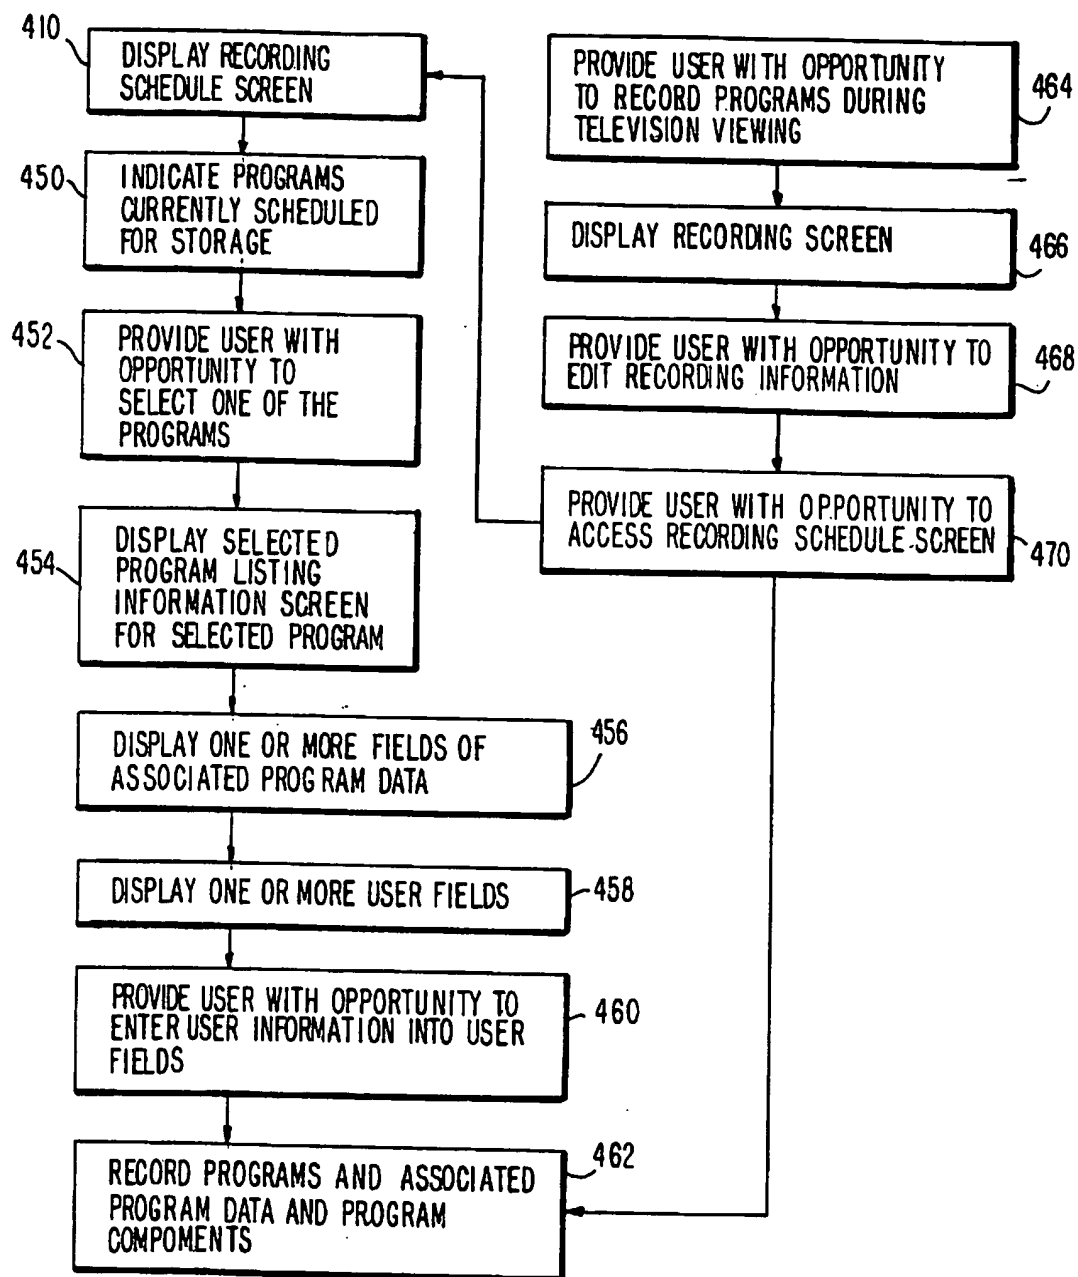 410
DISPLAY RECORDING
SCHEDULE SCREEN
450
INDICATE PROGRAMS
CURRENTLY SCHEDULED
FOR STORAGE
452
PROVIDE USER WITH
OPPORTUNITY TO
SELECT ONE OF THE
PROGRAMS
454
DISPLAY SELECTED
PROGRAM LISTING
INFORMATION SCREEN
FOR SELECTED PROGRAM
456
DISPLAY ONE OR MORE FIELDS OF
ASSOCIATED PROGRAM DATA
458
DISPLAY ONE OR MORE USER FIELDS
460
PROVIDE USER WITH OPPORTUNITY TO
ENTER USER INFORMATION INTO USER
FIELDS
462
RECORD PROGRAMS AND ASSOCIATED
PROGRAM DATA AND PROGRAM
COMPOMENTS
464
PROVIDE USER WITH OPPORTUNITY
TO RECORD PROGRAMS DURING
TELEVISION VIEWING
466
DISPLAY RECORDING SCREEN
468
PROVIDE USER WITH OPPORTUNITY TO
EDIT RECORDING INFORMATION
470
PROVIDE USER WITH OPPORTUNITY TO
ACCESS RECORDING SCHEDULE SCREEN